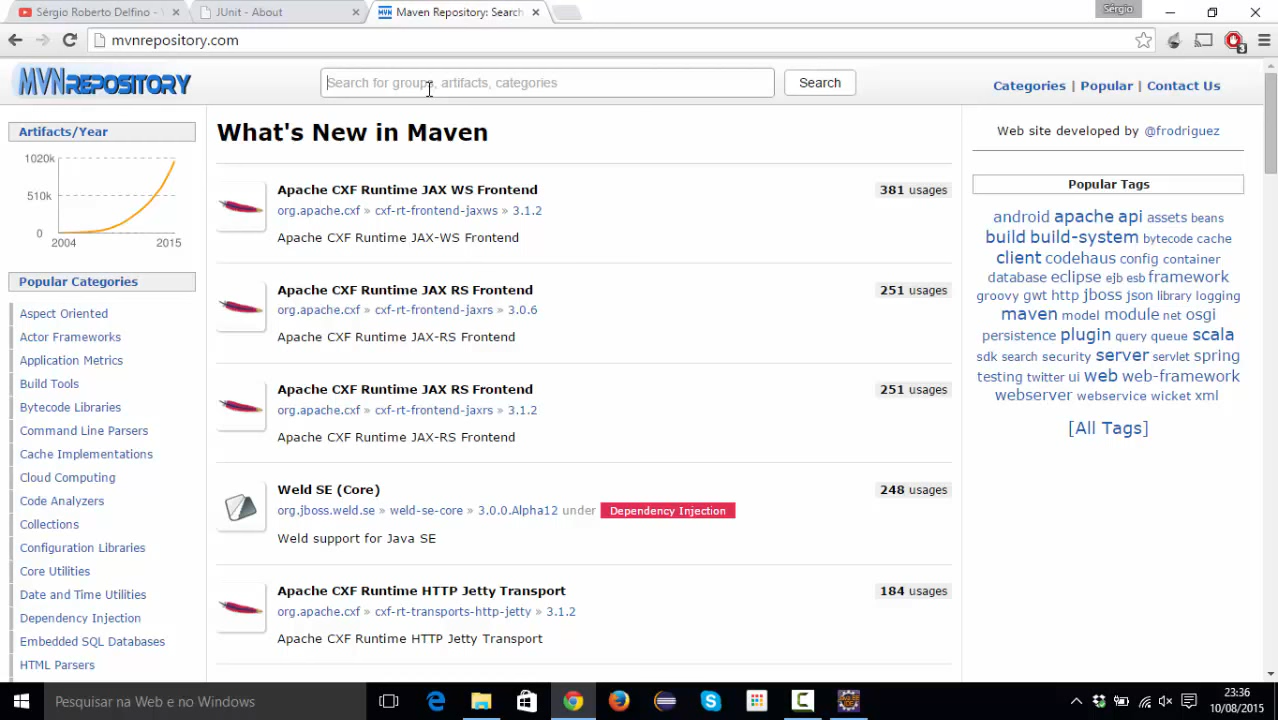 Sérgio Roberto Delfino -
JUnit - About
Maven Repository: Search
Sérgio
mvnrepository.com
3
MVNREPOSITORY
Search for groups, artifacts, categories
Search
Categories | Popular | Contact Us
Artifacts/Year
1020k
510k
0
2004
2015
Popular Categories
Aspect Oriented
Actor Frameworks
Application Metrics
Build Tools
Bytecode Libraries
Command Line Parsers
Cache Implementations
Cloud Computing
Code Analyzers
Collections
Configuration Libraries
Core Utilities
Date and Time Utilities
Dependency Injection
Embedded SQL Databases
HTML Parsers
What's New in Maven
Apache CXF Runtime JAX WS Frontend
381 usages
org.apache.cxf » cxf-rt-frontend-jaxws » 3.1.2
Apache CXF Runtime JAX-WS Frontend
Apache CXF Runtime JAX RS Frontend
251 usages
org.apache.cxf » cxf-rt-frontend-jaxrs » 3.0.6
Apache CXF Runtime JAX-RS Frontend
Apache CXF Runtime JAX RS Frontend
251 usages
org.apache.cxf » cxf-rt-frontend-jaxrs » 3.1.2
Apache CXF Runtime JAX-RS Frontend
Weld SE (Core)
248 usages
org.jboss.weld.se » weld-se-core » 3.0.0.Alpha12 under Dependency Injection
Weld support for Java SE
Apache CXF Runtime HTTP Jetty Transport
184 usages
org.apache.cxf » cxf-rt-transports-http-jetty » 3.1.2
Apache CXF Runtime HTTP Jetty Transport
Web site developed by @frodriguez
Popular Tags
android apache api assets beans
build build-system bytecode cache
client codehaus config container
database eclipse ejb esb framework
groovy gwt http jboss json library logging
maven model module net osgi
persistence plugin query queue scala
sdk search security server servlet spring
testing twitter ui web web-framework
webserver webservice wicket xml
[All Tags]
Pesquisar na Web e no Windows
23:36
10/08/2015